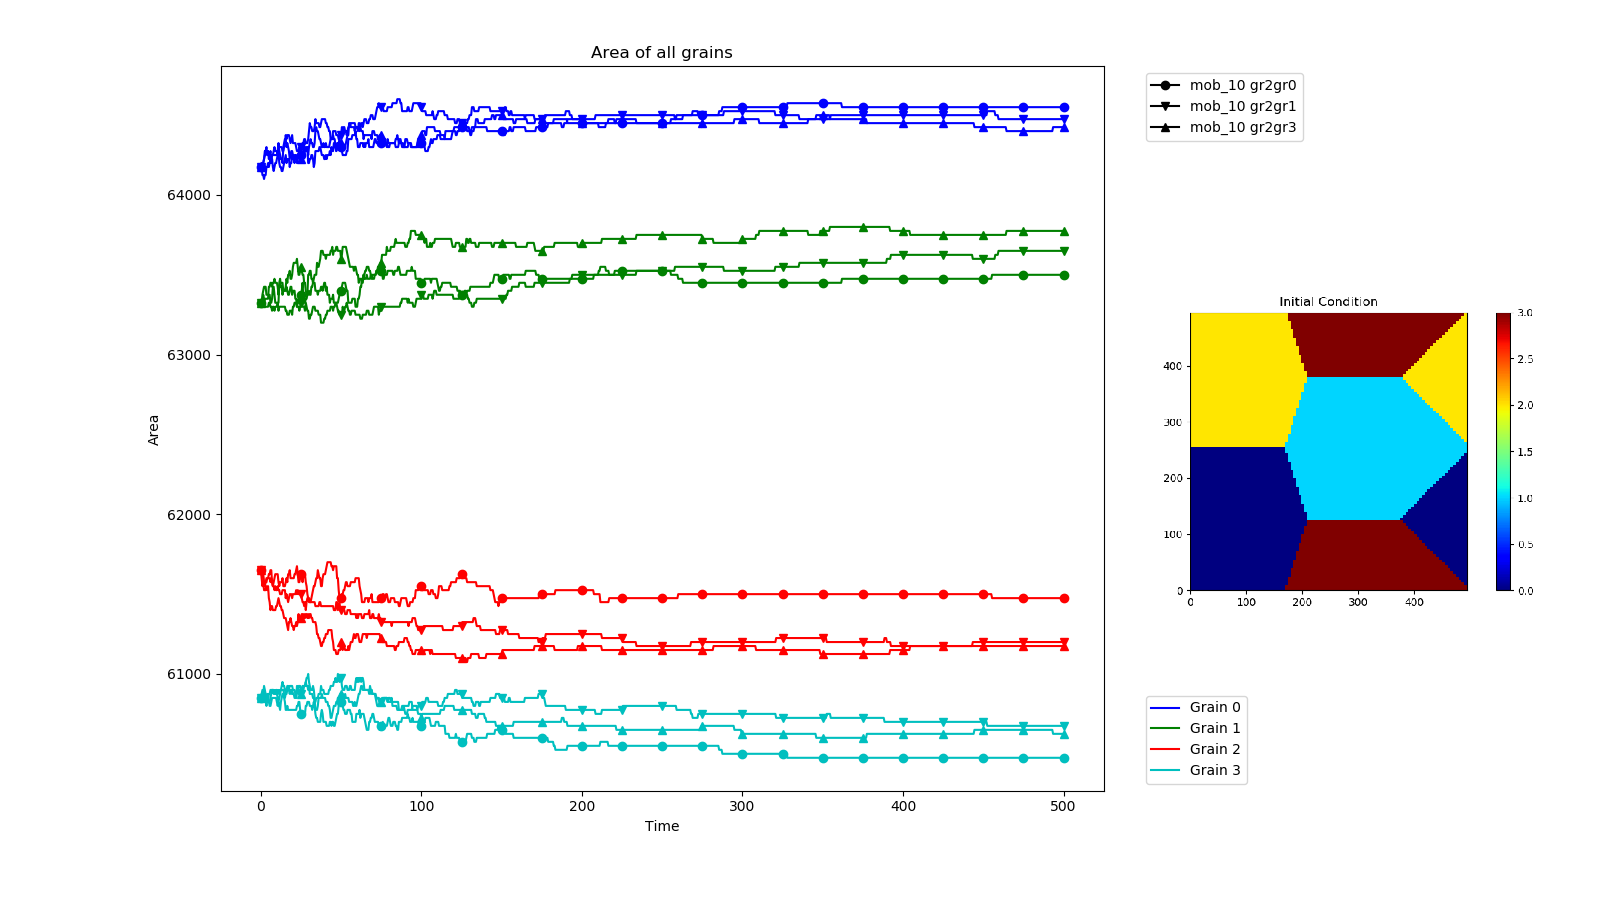 Area of all grains
Area
64000
63000
62000
61000
0 100 200 300 400 500
Time
mob_10 gr2gr0
mob_10 gr2gr1
mob_10 gr2gr3
Initial Condition
400
300
200
100
0
0 100 200 300 400
3.0
2.5
2.0
1.5
1.0
0.5
0.0
Grain 0
Grain 1
Grain 2
Grain 3